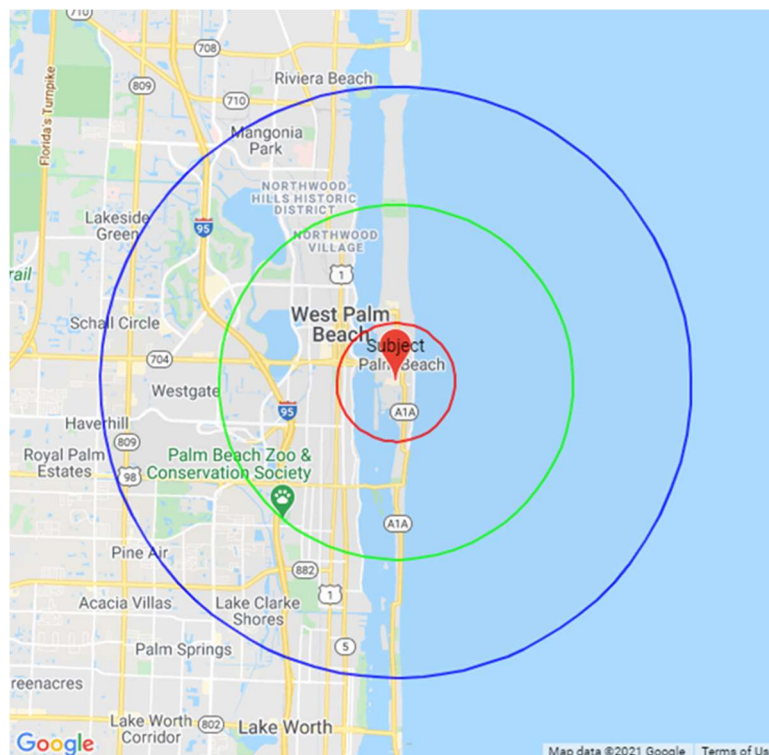 710
708
Riviera Beach
809
710
Florida's Turnpike
Mangonia
Park
NORTHWOOD
HILLS HISTORIC
DISTRICT
Lakeside
Green
95
NORTHWOOD
VILLAGE
rail
1
West Palm
Beach
Schall Circle
Subject
704
Palm Beach
Westgate
95
A1A
Haverhill
809
Royal Palm
Estates
98
Palm Beach Zoo &
Conservation Society
A1A
Pine Air
882
1
Acacia Villas
Lake Clarke
Shores
Palm Springs
5
reenacres
Lake Worth
Corridor
802
Lake Worth
Google
Map data ©2021 Google
Terms of Us